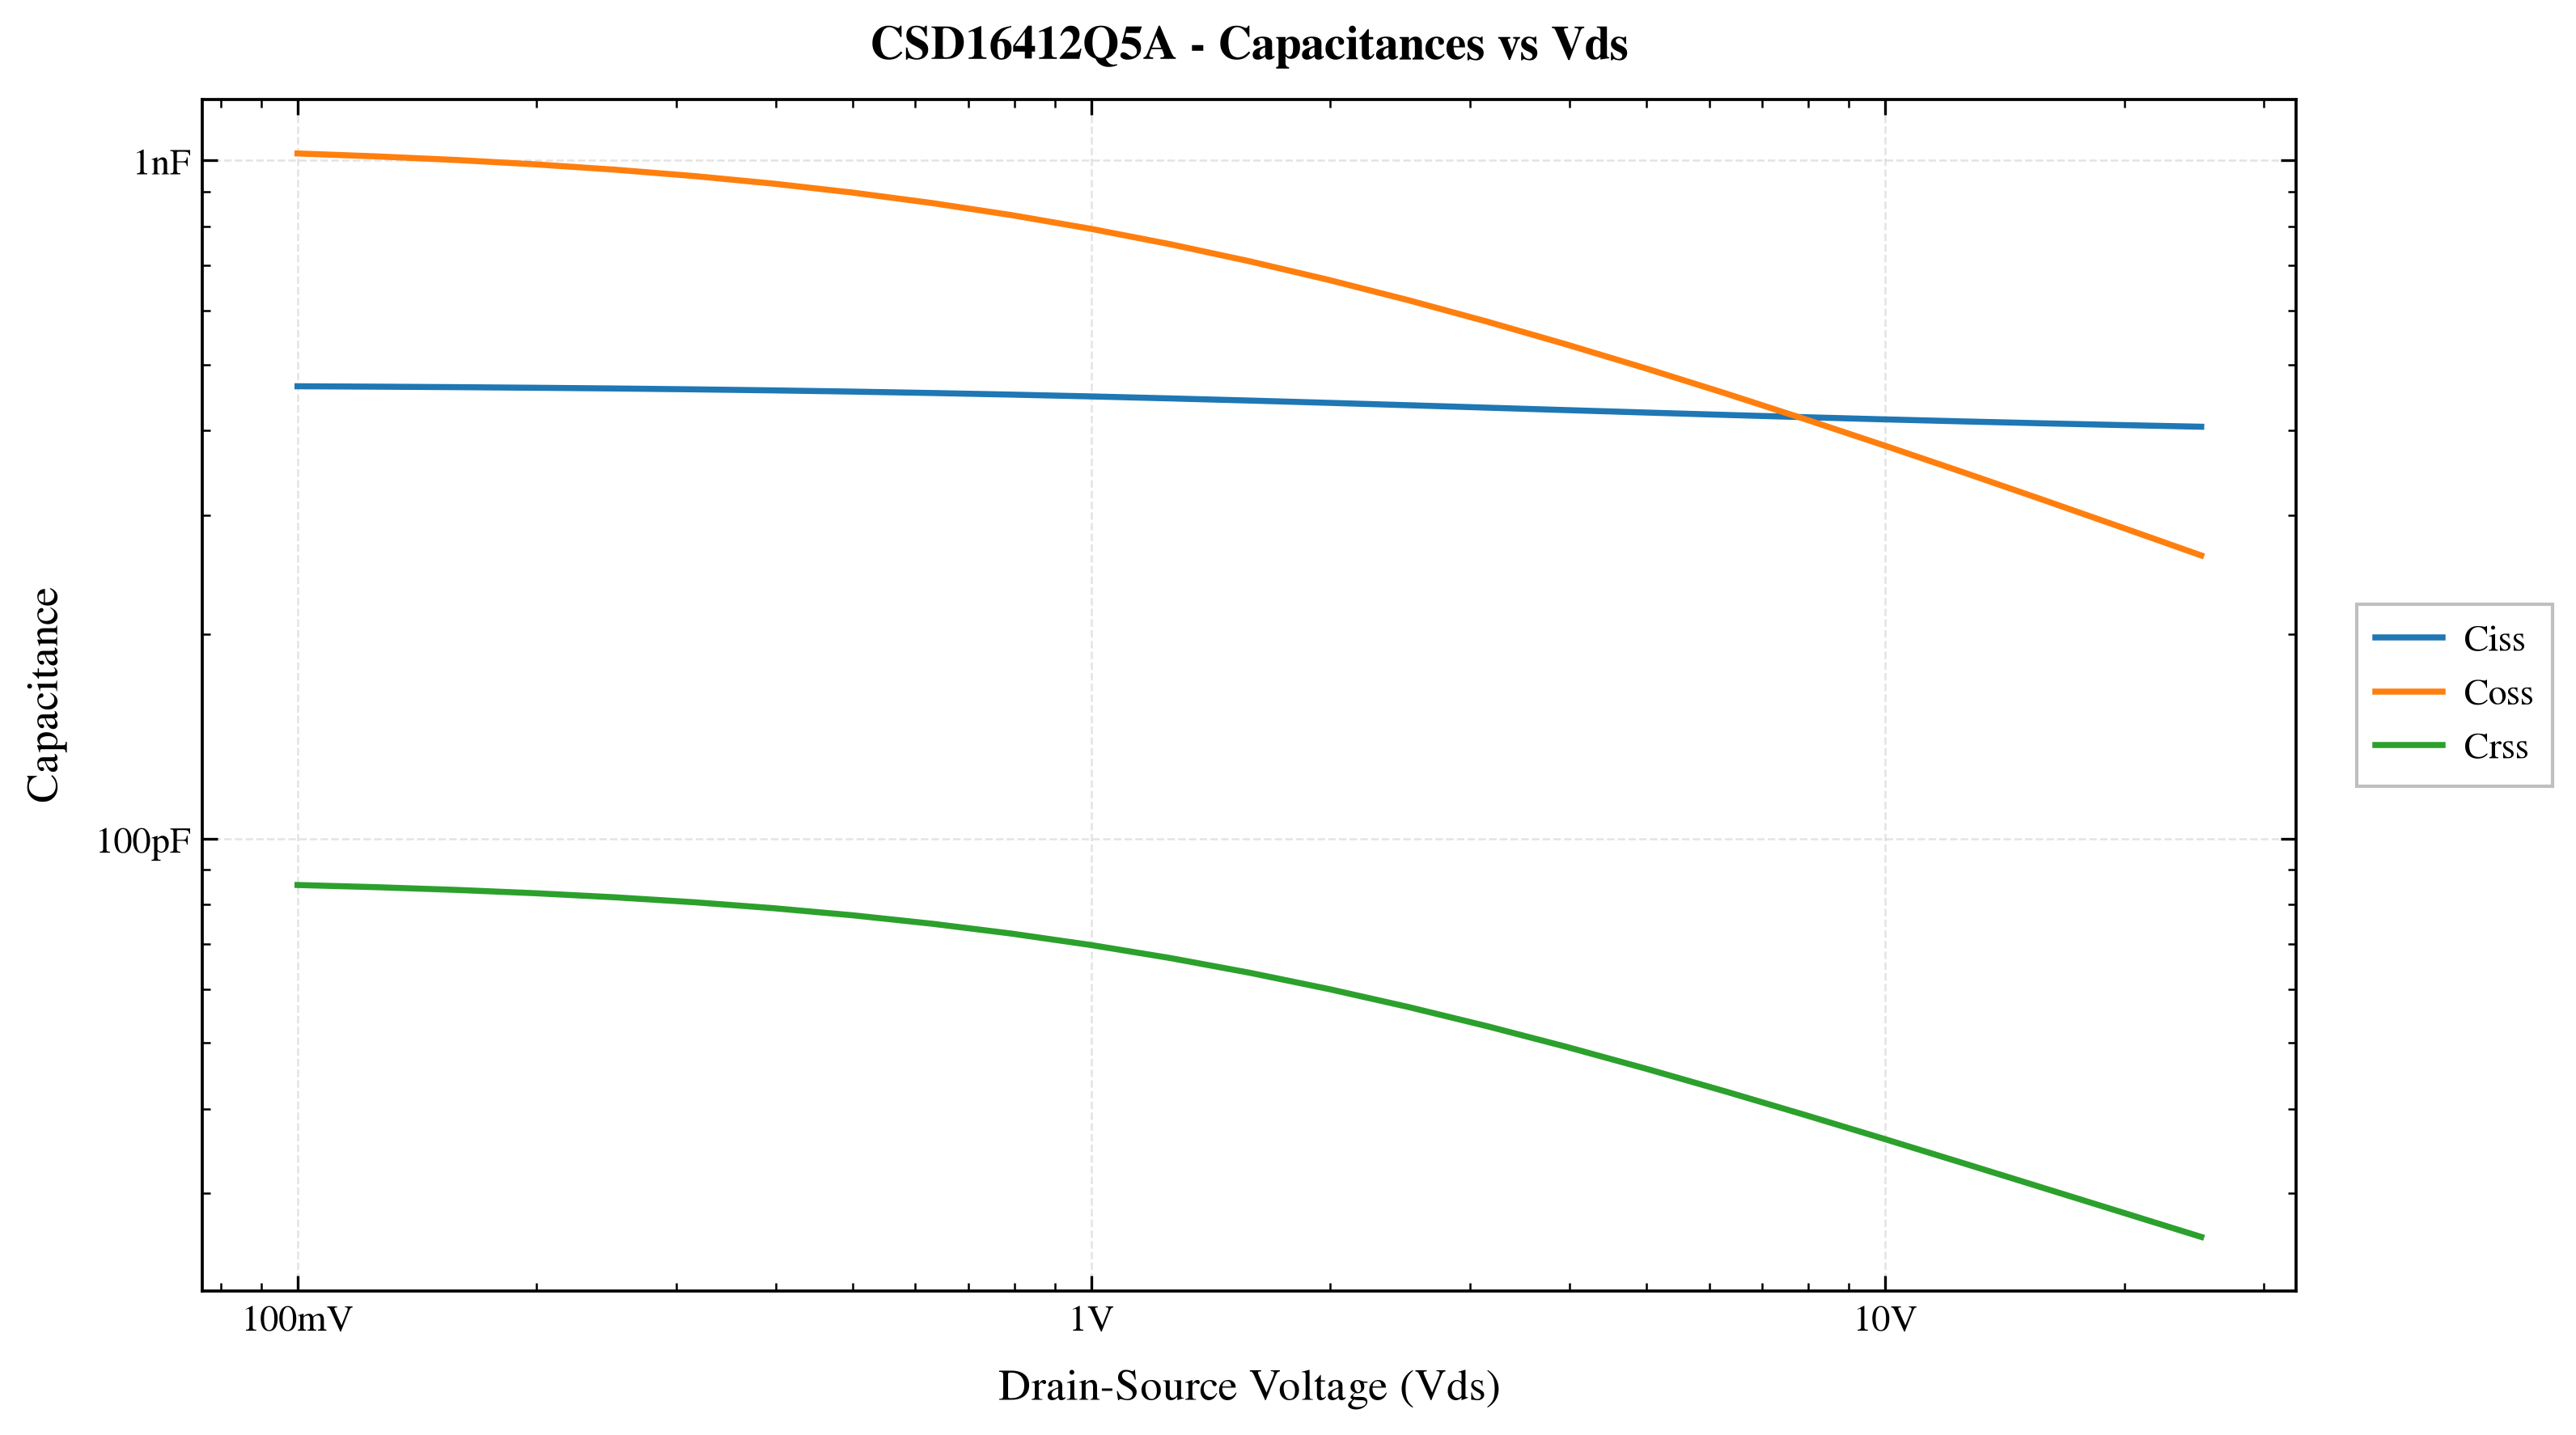 CSD16412Q5A - Capacitances vs Vds
1nF
100pF
Capacitance
100mV
1V
10V
Drain-Source Voltage (Vds)
Ciss
Coss
Crss